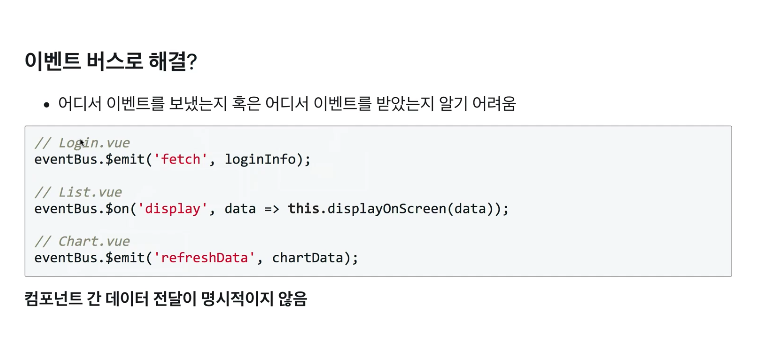 이벤트 버스로 해결?
• 어디서 이벤트를 보냈는지 혹은 어디서 이벤트를 받았는지 알기 어려움
// Login.vue
eventBus.$emit('fetch', loginInfo);
// List.vue
eventBus.$on('display', data => this.displayOnScreen(data));
// Chart.vue
eventBus.$emit('refreshData', chartData);
컴포넌트 간 데이터 전달이 명시적이지 않음